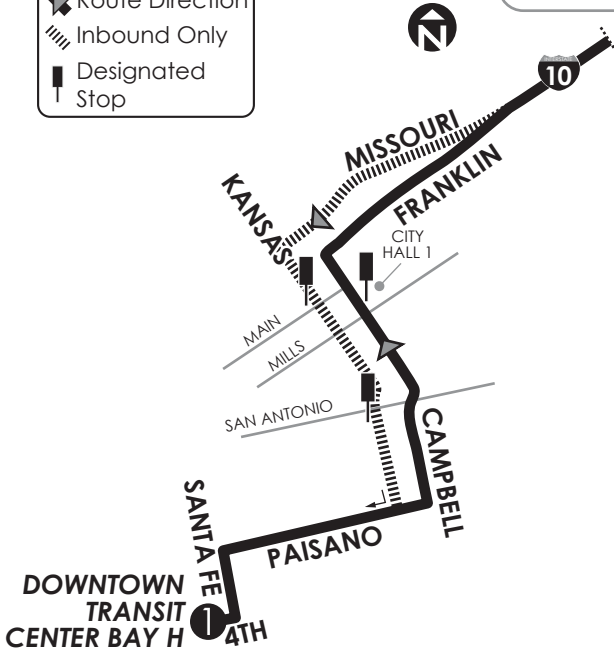 Route Direction
Inbound Only
Designated
Stop
N
10
MISSOURI
FRANKLIN
KANSAS
CITY
HALL 1
MAIN
MILLS
SAN ANTONIO
CAMPBELL
SANTA FE
PAISANO
DOWNTOWN
TRANSIT
CENTER BAY H
1
4TH